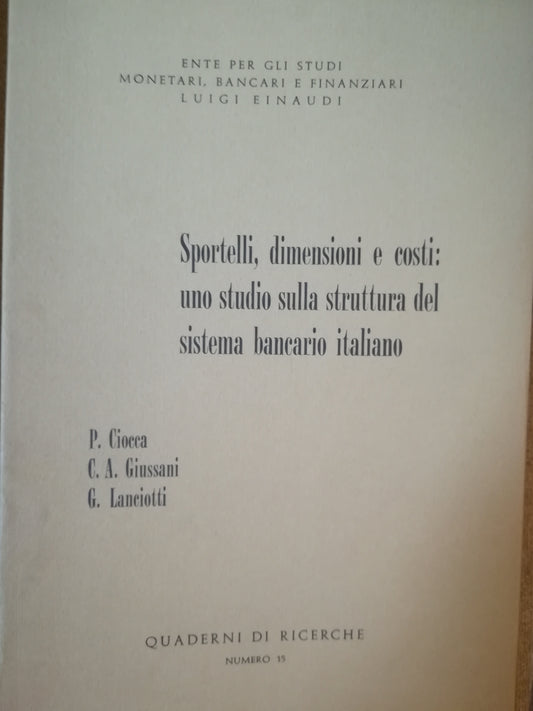 ENTE PER GLI STUDI
MONETARI, BANCARI E FINANZIARI
LUIGI EINAUDI
Sportelli, dimensioni e costi:
uno studio sulla struttura del
sistema bancario italiano
P. Ciocca
C. A. Giussani
G. Lanciotti
QUADERNI DI RICERCHE
NUMERO 15